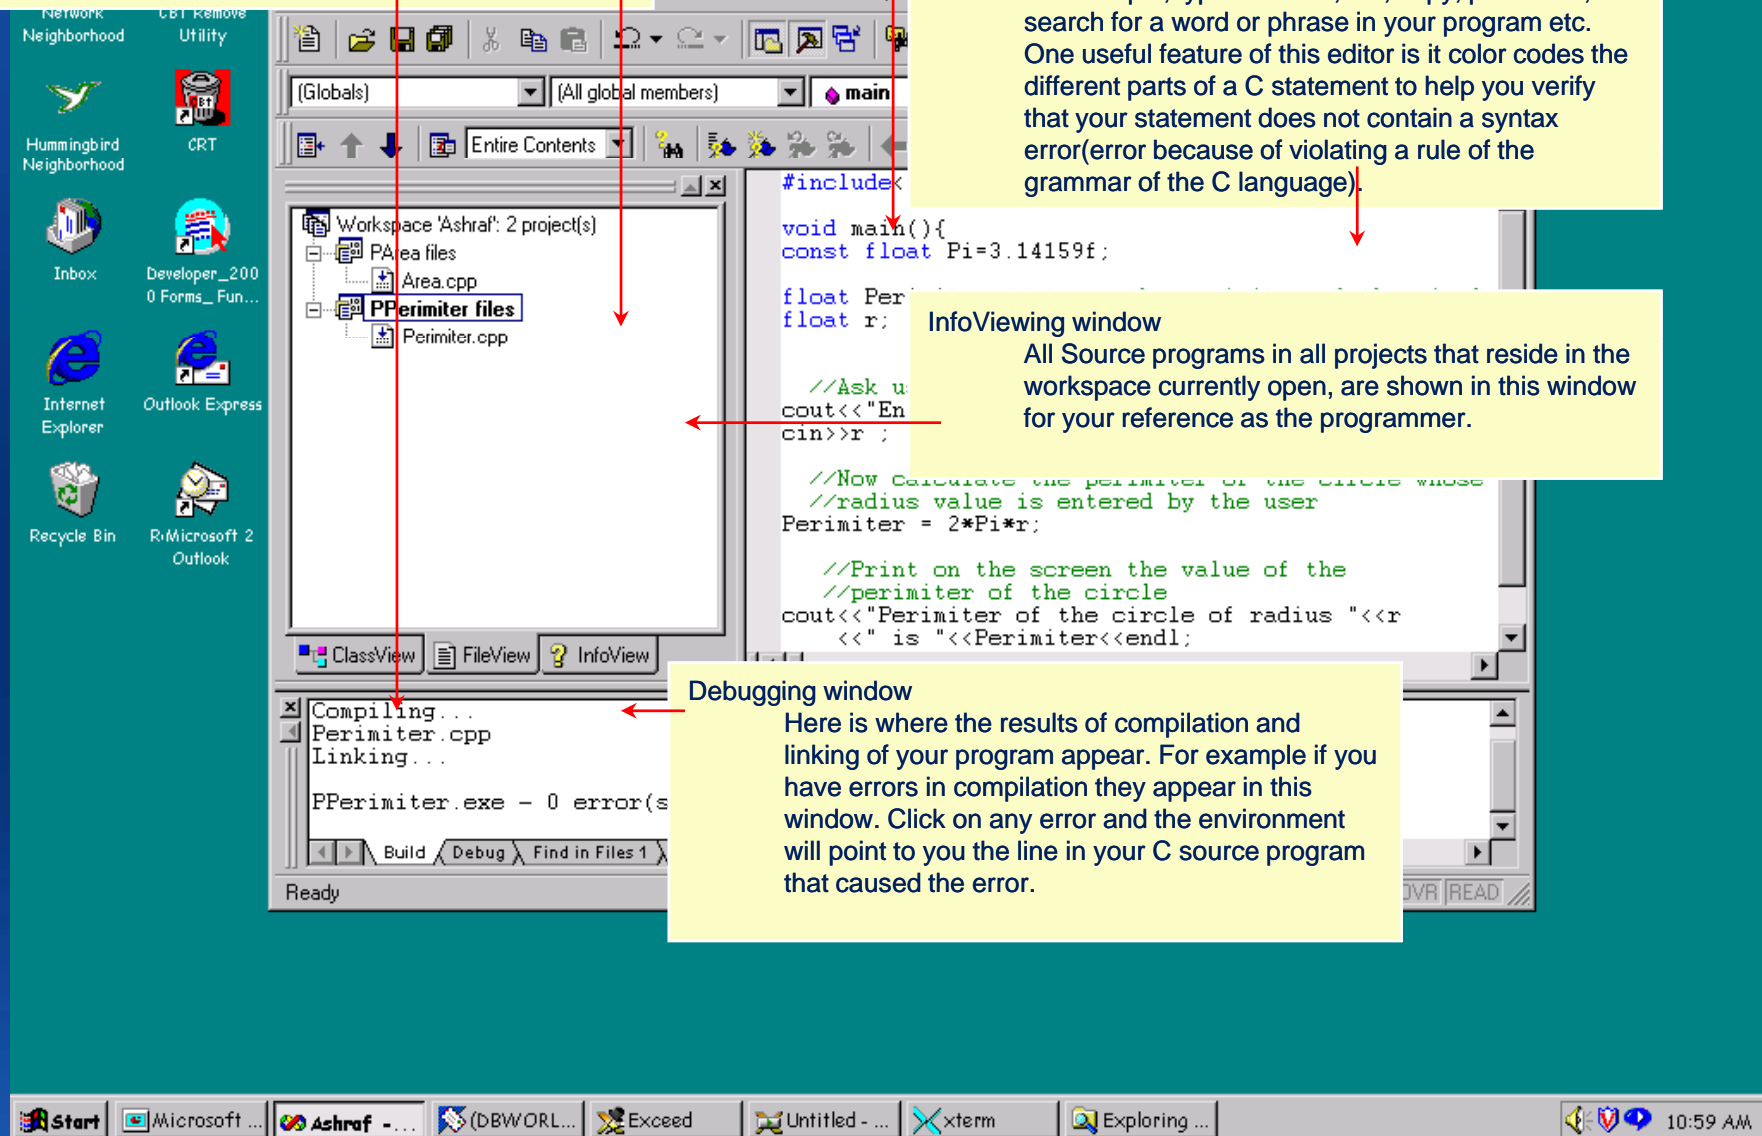 Neighborhood
Utility
Hummingbird
Neighborhood
CRT
Inbox
Developer_200
0 Forms_ Fun...
Internet
Explorer
Outlook Express
Recycle Bin
Microsoft 2
Outlook
(Globals)
(All global members)
main
Entire Contents
Workspace 'Ashraf': 2 project(s)
PArea files
Area.cpp
PPerimiter files
Perimiter.cpp
ClassView
FileView
InfoView
#include<
void main(){
const float Pi=3.14159f;
float Per
float r;
//Ask u
cout<<"En
cin>>r ;
//Now calculate the perimiter of the circle whose
//radius value is entered by the user
Perimiter = 2*Pi*r;
//Print on the screen the value of the
//perimiter of the circle
cout<<"Perimiter of the circle of radius "<<r
<<" is "<<Perimiter<<endl;
search for a word or phrase in your program etc.
One useful feature of this editor is it color codes the
different parts of a C statement to help you verify
that your statement does not contain a syntax
error(error because of violating a rule of the
grammar of the C language).
InfoViewing window
All Source programs in all projects that reside in the
workspace currently open, are shown in this window
for your reference as the programmer.
Debugging window
Here is where the results of compilation and
linking of your program appear. For example if you
have errors in compilation they appear in this
window. Click on any error and the environment
will point to you the line in your C source program
that caused the error.
Compiling...
Perimiter.cpp
Linking...
PPerimiter.exe - 0 error(s
Build
Debug
Find in Files 1
Ready
OVR
READ
Start
Microsoft ...
Ashraf -...
(DBWORL...
Exceed
Untitled - ...
xterm
Exploring ...
10:59 AM